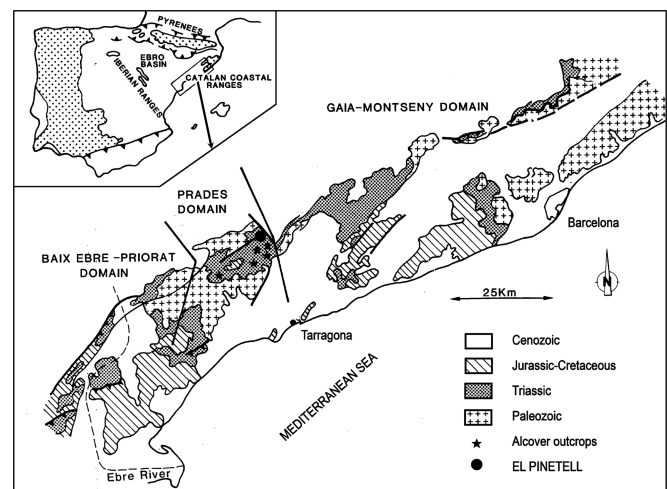 PYRENEES
EBRO
BASIN
IBERIAN RANGES
CATALAN COASTAL
RANGES
GAIA-MONTSENY DOMAIN
PRADES
DOMAIN
BAIX EBRE -PRIORAT
DOMAIN
Barcelona
N
25Km
Tarragona
MEDITERRANEAN SEA
Ebre River
Cenozoic
Jurassic-Cretaceous
Triassic
Paleozoic
Alcover outcrops
EL PINETELL